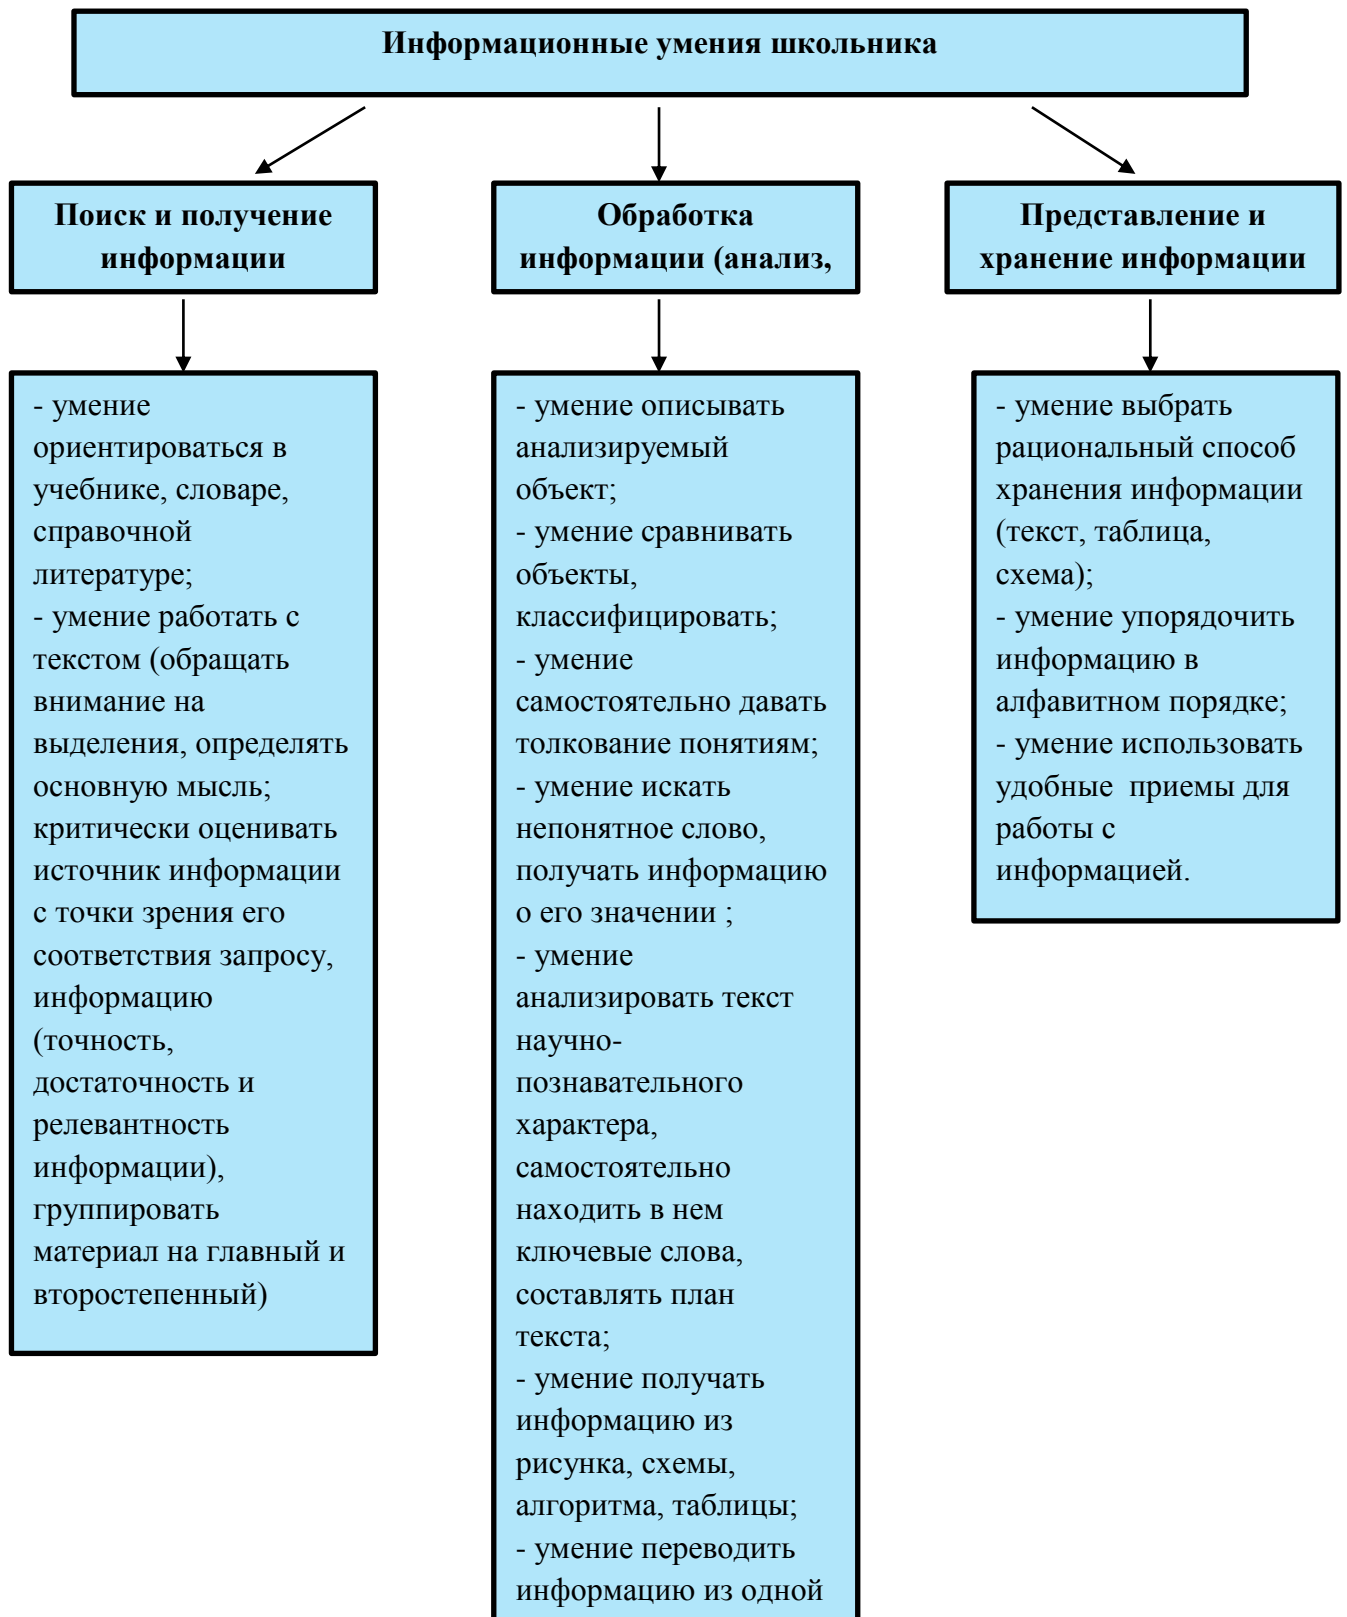 Информационные умения школьника
Поиск и получение
информации
Обработка
информации (анализ,
Представление и
хранение информации
- умение
ориентироваться в
учебнике, словаре,
справочной
литературе;
- умение работать с
текстом (обращать
внимание на
выделения, определять
основную мысль;
критически оценивать
источник информации
с точки зрения его
соответствия запросу,
информацию
(точность,
достаточность и
релевантность
информации),
группировать
материал на главный и
второстепенный)
- умение описывать
анализируемый
объект;
- умение сравнивать
объекты,
классифицировать;
- умение
самостоятельно давать
толкование понятиям;
- умение искать
непонятное слово,
получать информацию
о его значении ;
- умение
анализировать текст
научно-
познавательного
характера,
самостоятельно
находить в нем
ключевые слова,
составлять план
текста;
- умение получать
информацию из
рисунка, схемы,
алгоритма, таблицы;
- умение переводить
информацию из одной
- умение выбрать
рациональный способ
хранения информации
(текст, таблица,
схема);
- умение упорядочить
информацию в
алфавитном порядке;
- умение использовать
удобные  приемы для
работы с
информацией.